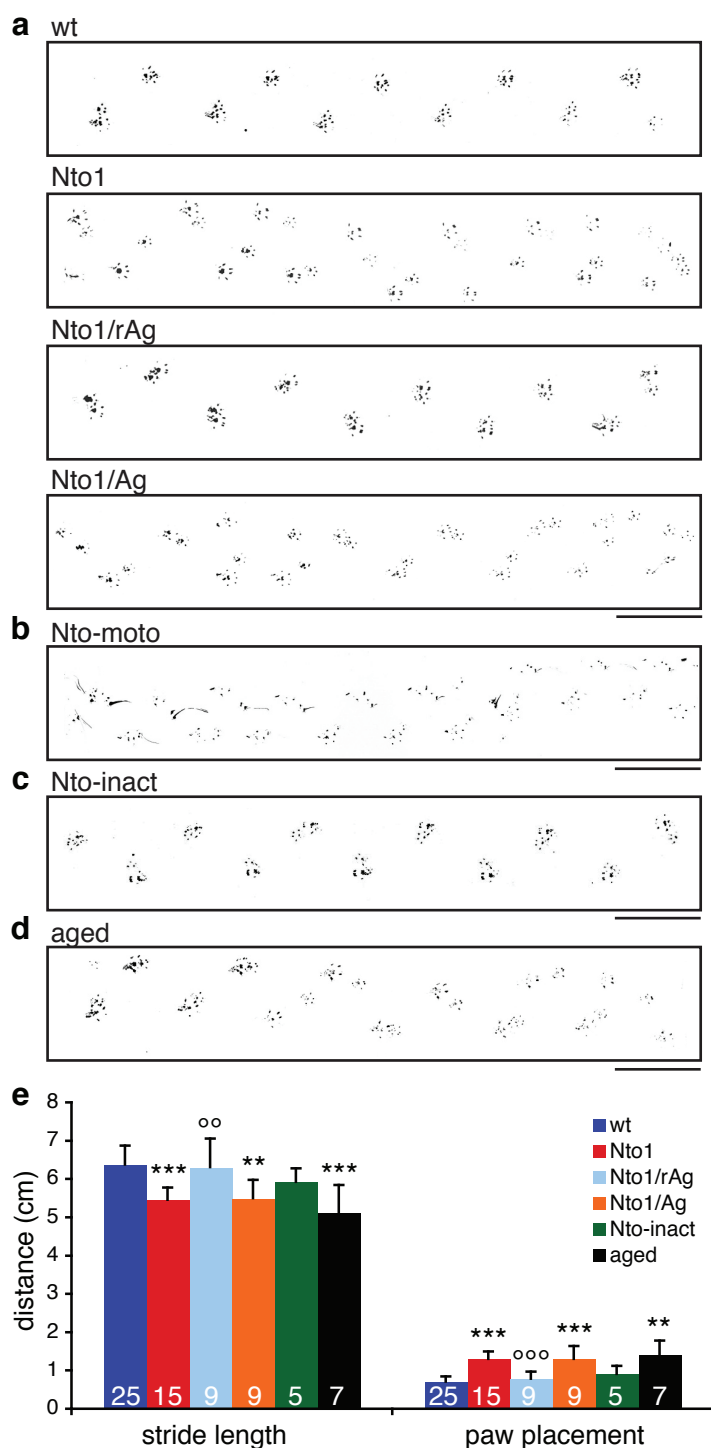 a
wt
Nto1
Nto1/rAg
Nto1/Ag
b
Nto-moto
c
Nto-inact
d
aged
e
distance (cm)
8
7
6
5
4
3
2
1
0
***
°°
**
***
***
°°°
***
**
wt
Nto1
Nto1/rAg
Nto1/Ag
Nto-inact
aged
25 15 9 9 5 7
25 15 9 9 5 7
stride length
paw placement